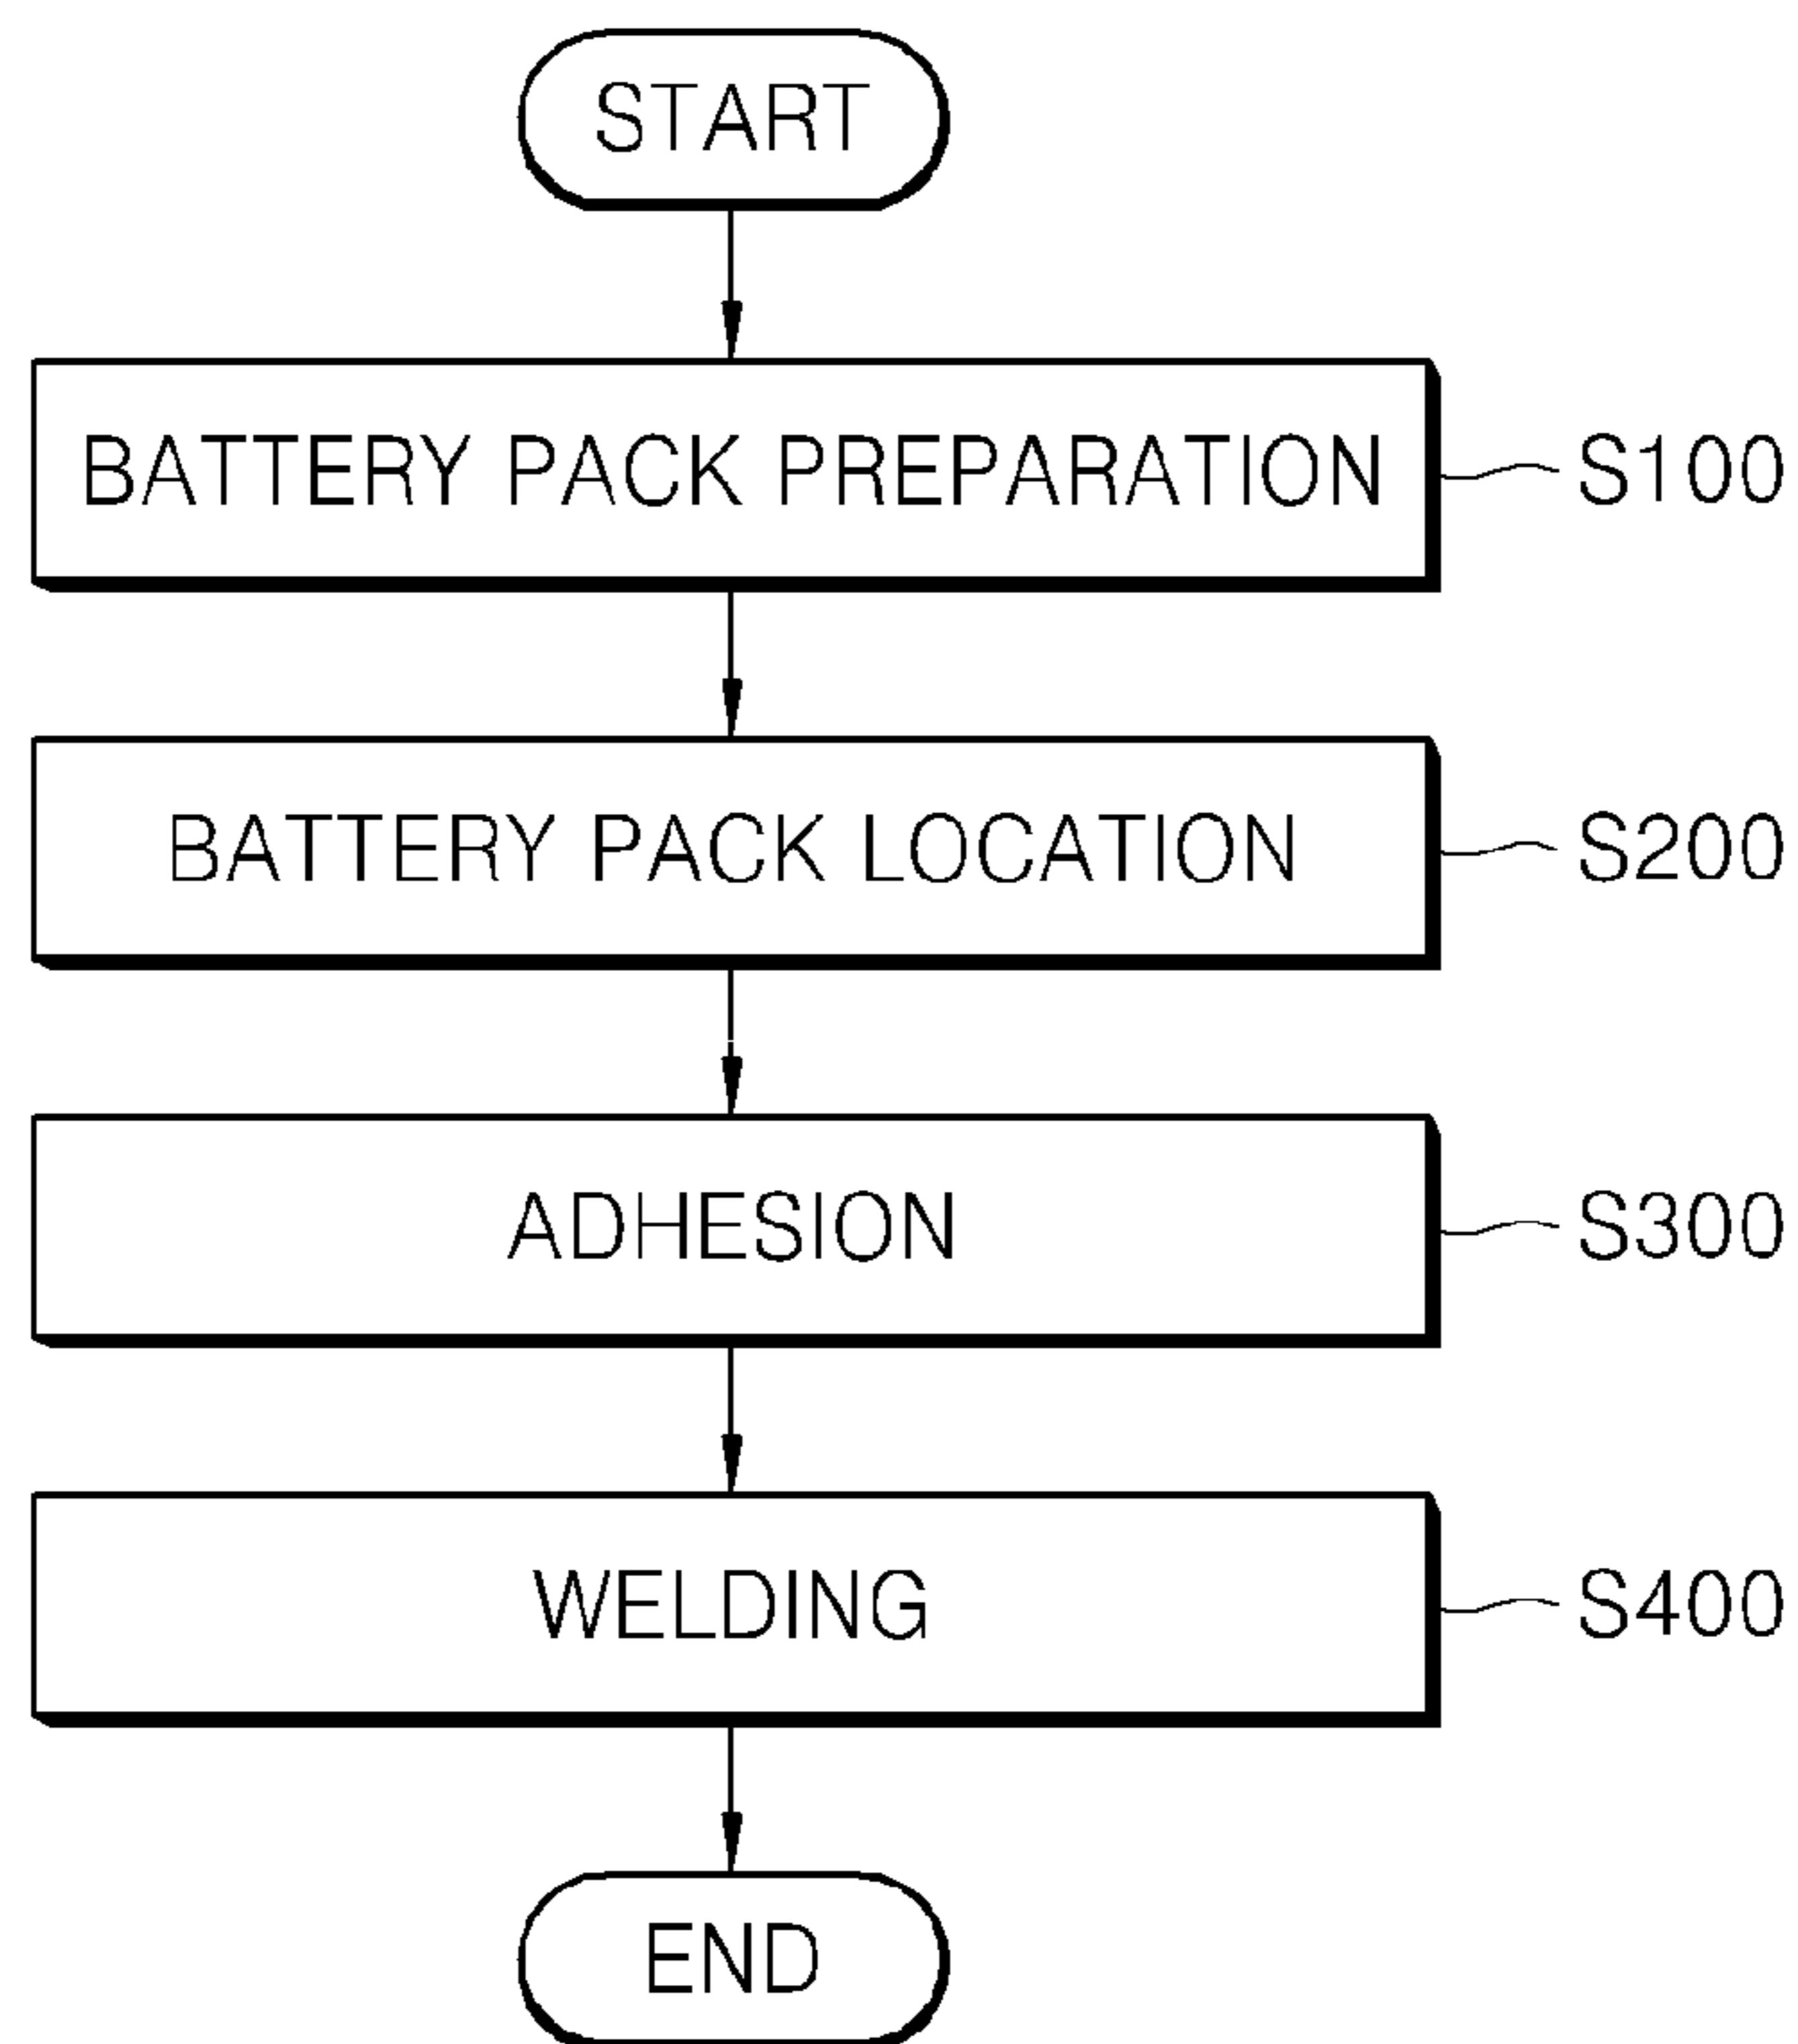 START
BATTERY PACK PREPARATION S100
BATTERY PACK LOCATION S200
ADHESION S300
WELDING S400
END